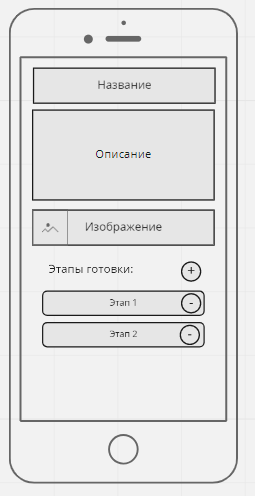 Название
Описание
Изображение
Этапы готовки: +
Этап 1 -
Этап 2 -